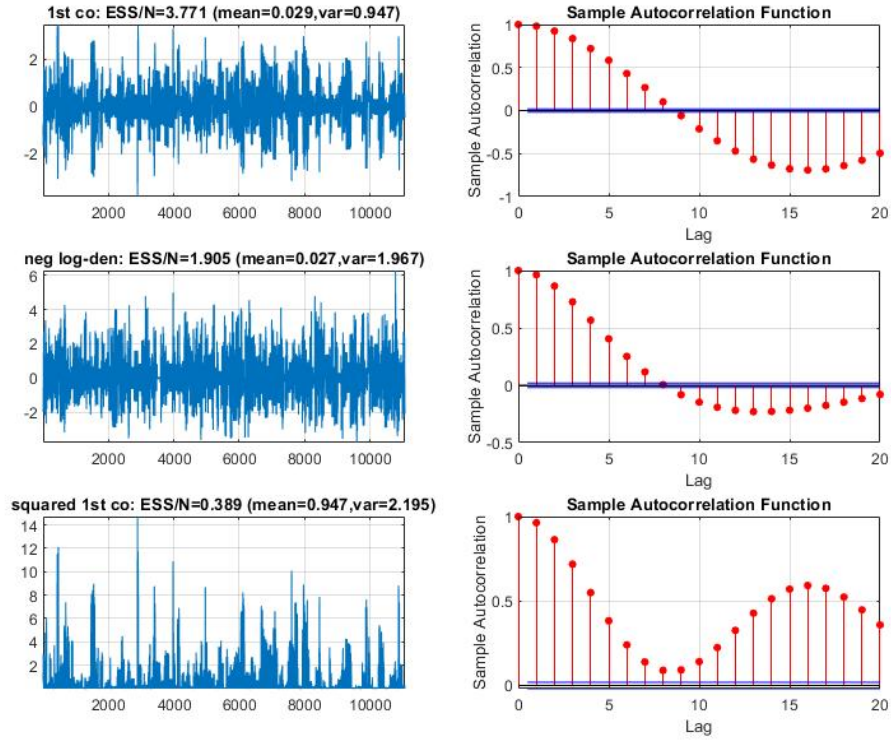 1st co: ESS/N=3.771 (mean=0.029,var=0.947)
2
0
-2
2000 4000 6000 8000 10000
Sample Autocorrelation Function
Sample Autocorrelation
1
0.5
0
-0.5
-1
0 5 10 15 20
Lag
neg log-den: ESS/N=1.905 (mean=0.027,var=1.967)
6
4
2
0
-2
2000 4000 6000 8000 10000
Sample Autocorrelation Function
Sample Autocorrelation
1
0.5
0
-0.5
0 5 10 15 20
Lag
squared 1st co: ESS/N=0.389 (mean=0.947,var=2.195)
14
12
10
8
6
4
2
2000 4000 6000 8000 10000
Sample Autocorrelation Function
Sample Autocorrelation
1
0.5
0
0 5 10 15 20
Lag